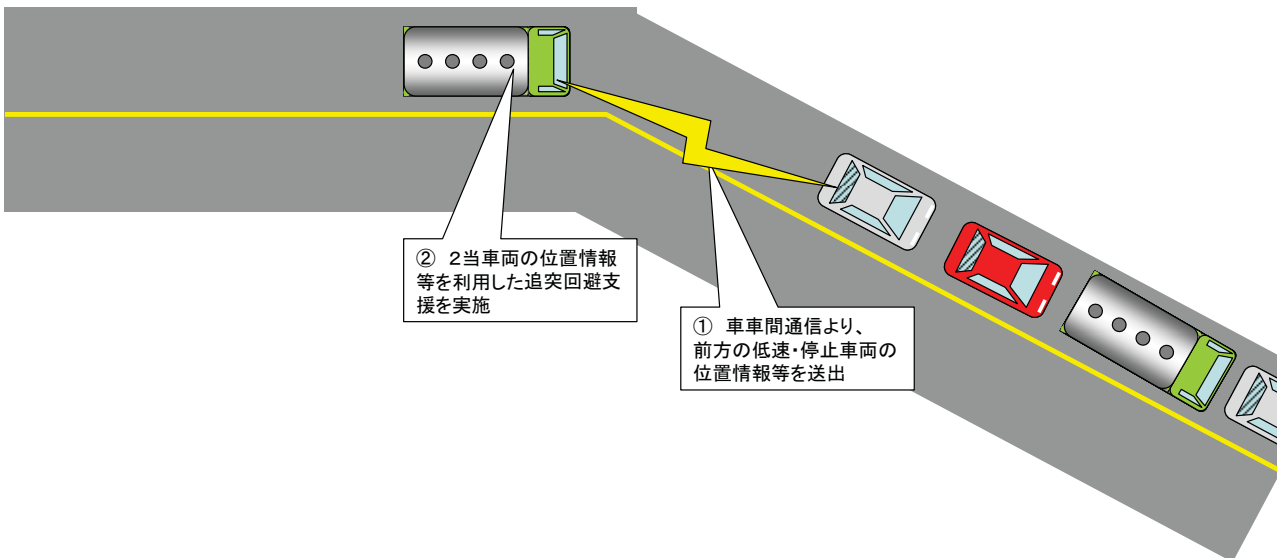 ② 2当車両の位置情報
等を利用した追突回避支
援を実施
① 車車間通信より、
前方の低速・停止車両の
位置情報等を送出